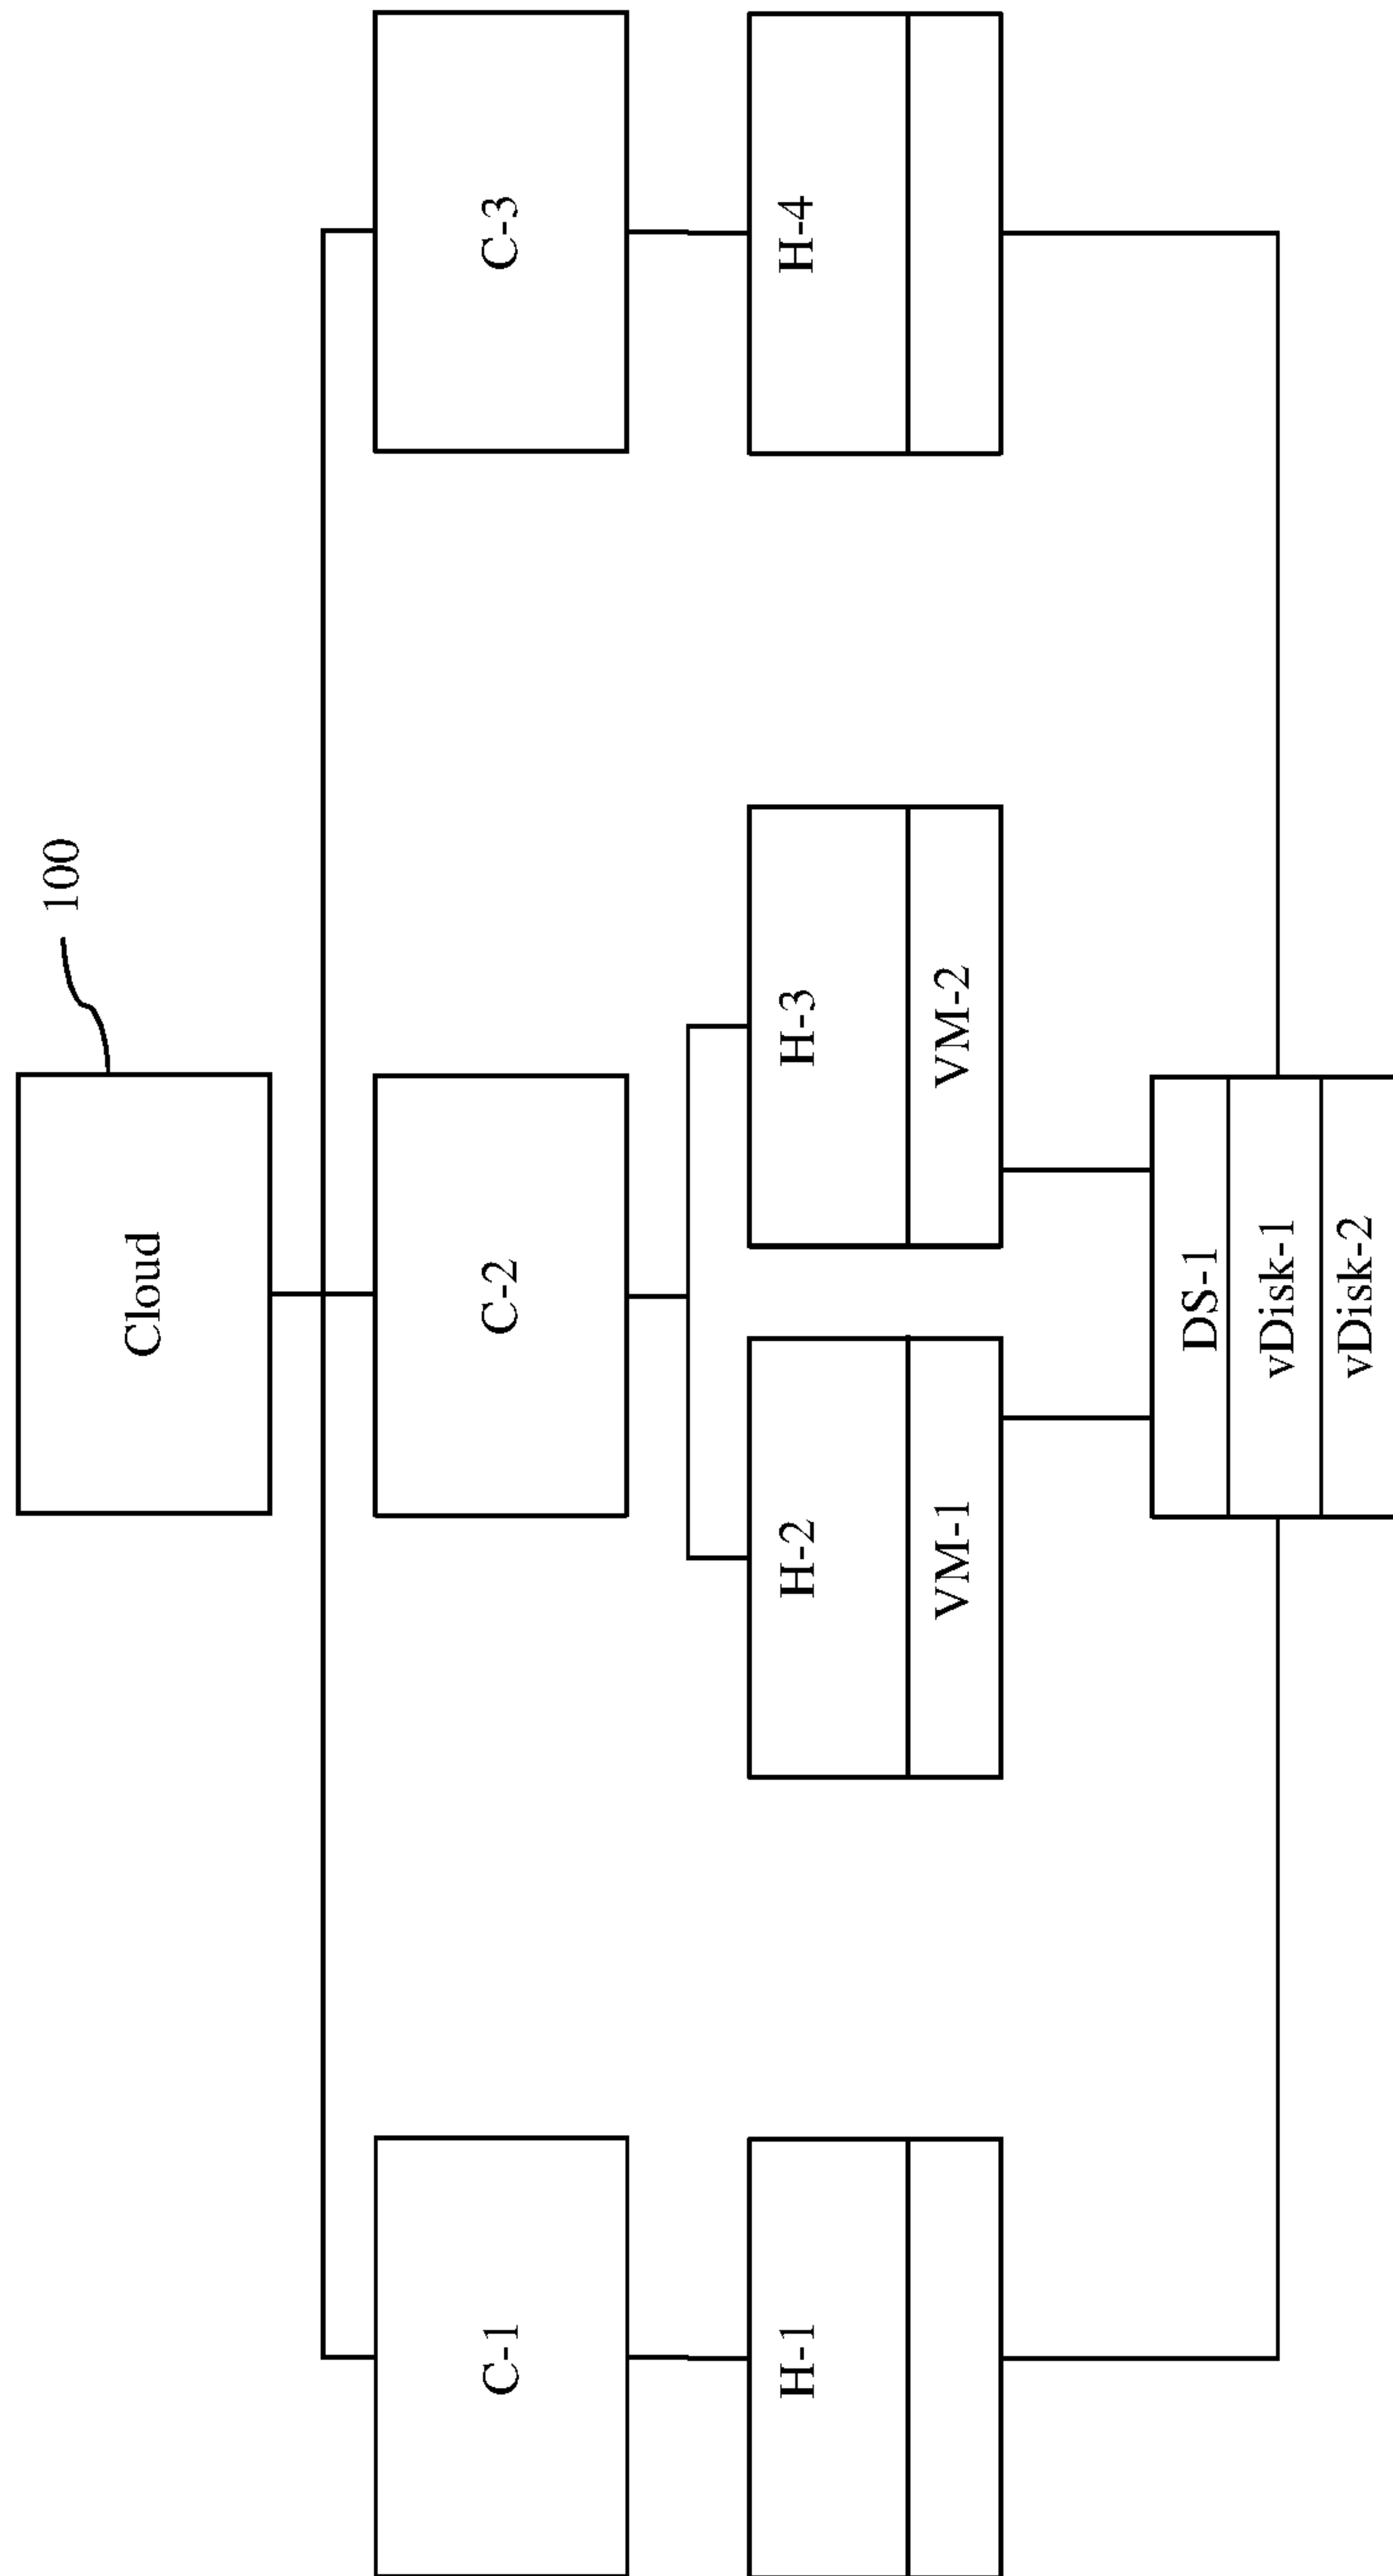 100
Cloud
C-1
C-2
C-3
H-1
H-2
H-3
H-4
VM-1
VM-2
DS-1
vDisk-1
vDisk-2